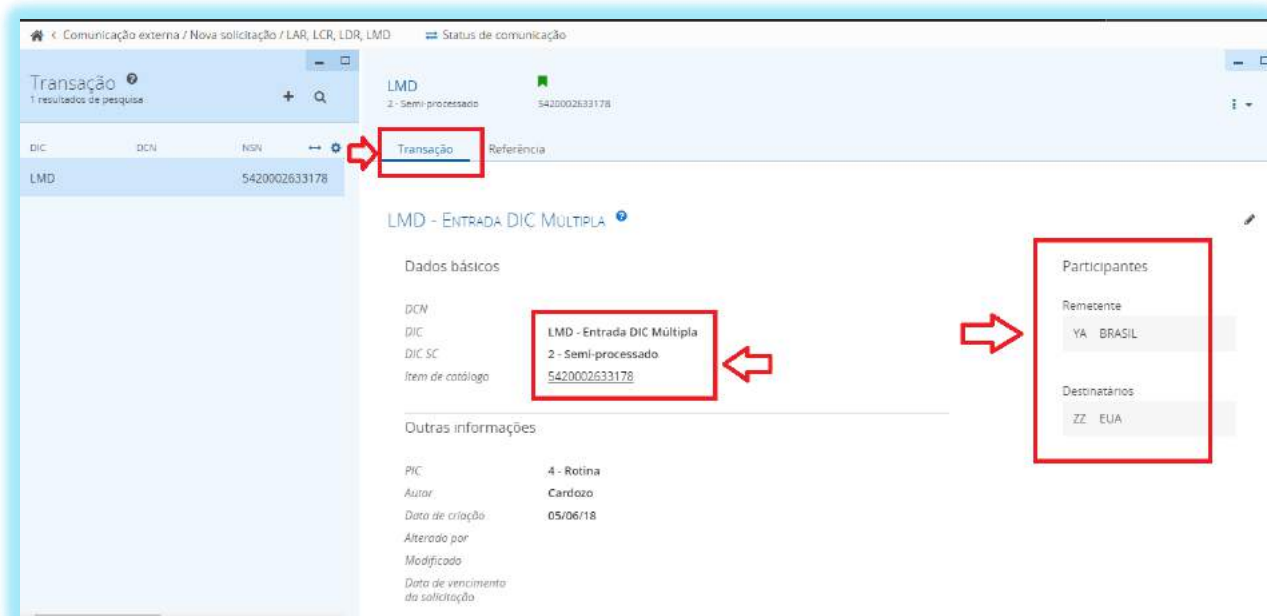 Comunicação externa / Nova solicitação / LAR, LCR, LDR, LMD Status de comunicação
Transação
1 resultados de pesquisa
DIC DCN NSN
LMD 5420002633178
LMD
2 - Semi-processado 5420002633178
Transação Referência
LMD - Entrada DIC Múltipla
Dados básicos
DCN
DIC LMD - Entrada DIC Múltipla
DIC SC 2 - Semi-processado
Item de catálogo 5420002633178
Outras informações
PIC 4 - Rotina
Autor Cardozo
Data de criação 05/06/18
Alterado por
Modificado
Data de vencimento
da solicitação
Participantes
Remetente
YA BRASIL
Destinatários
ZZ EUA